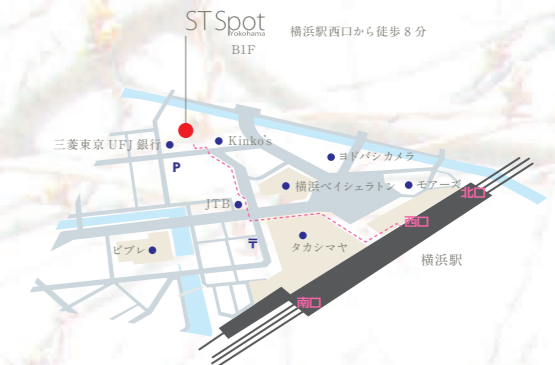 ST Spot
Yokohama
B1F
横浜駅西口から徒歩8分
三菱東京UFJ銀行
Kinko's
P
ヨドバシカメラ
横浜ベイシェラトン
モアーズ
北口
JTB
西口
〒
タカシマヤ
ビブレ
横浜駅
南口